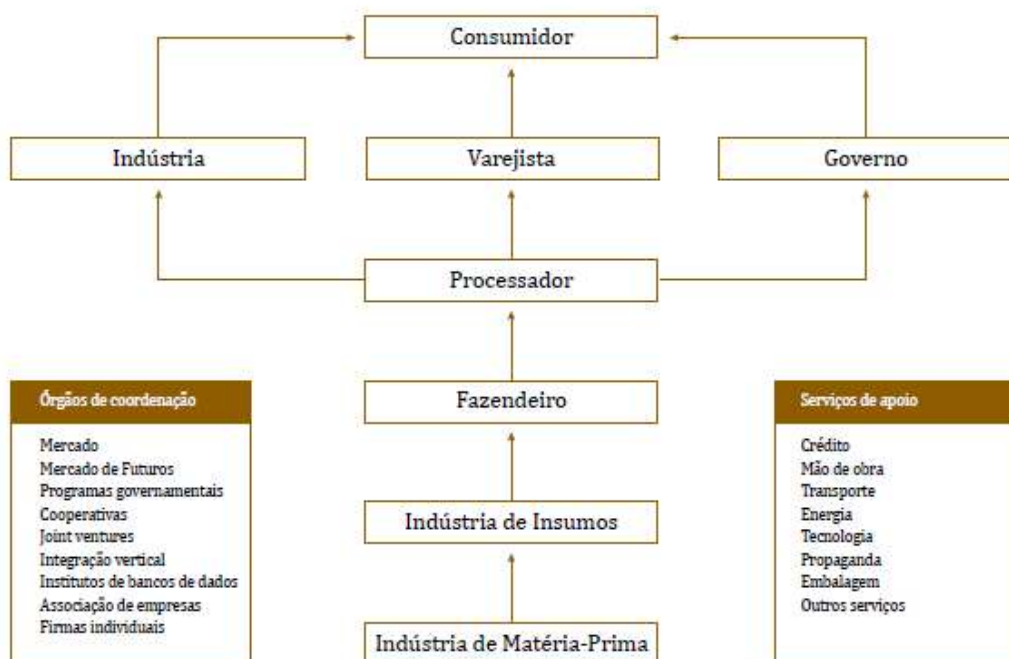 Consumidor
Indústria
Varejista
Governo
Processador
Fazendeiro
Indústria de Insumos
Indústria de Matéria-Prima
Órgãos de coordenação
Mercado
Mercado de Futuros
Programas governamentais
Cooperativas
Joint ventures
Integração vertical
Institutos de bancos de dados
Associação de empresas
Firmas individuais
Serviços de apoio
Crédito
Mão de obra
Transporte
Energia
Tecnologia
Propaganda
Embalagem
Outros serviços